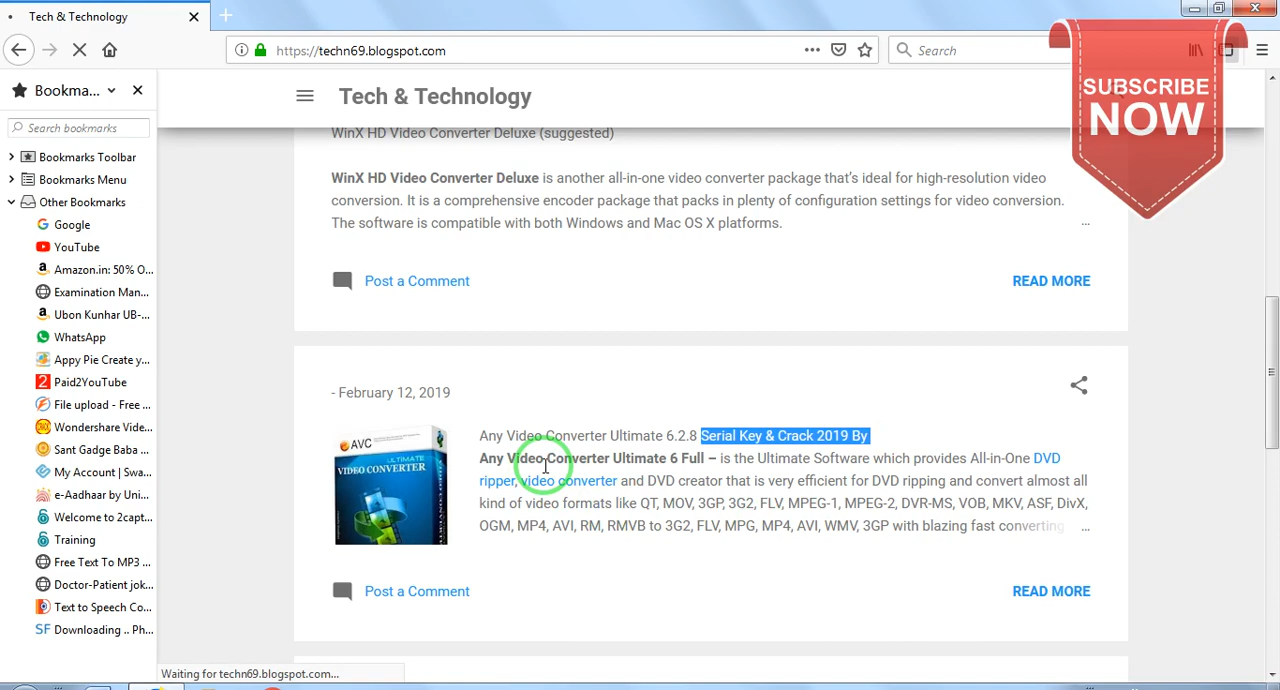 Tech & Technology
https://techn69.blogspot.com
Search
SUBSCRIBE
NOW
Bookma...
Search bookmarks
Bookmarks Toolbar
Bookmarks Menu
Other Bookmarks
Google
YouTube
Amazon.in: 50% O...
Examination Man...
Ubon Kunhar UB-...
WhatsApp
Appy Pie Create y...
Paid2YouTube
File upload - Free ...
Wondershare Vide...
Sant Gadge Baba ...
My Account | Swa...
e-Aadhaar by Uni...
Welcome to 2capt...
Training
Free Text To MP3 ...
Doctor-Patient jok...
Text to Speech Co...
SF Downloading .. Ph...
Tech & Technology
WinX HD Video Converter Deluxe (suggested)
WinX HD Video Converter Deluxe is another all-in-one video converter package that's ideal for high-resolution video
conversion. It is a comprehensive encoder package that packs in plenty of configuration settings for video conversion.
The software is compatible with both Windows and Mac OS X platforms. ...
Post a Comment
READ MORE
- February 12, 2019
AVC
ULTIMATE
VIDEO CONVERTER
Any Video Converter Ultimate 6.2.8 Serial Key & Crack 2019 By
Any Video Converter Ultimate 6 Full – is the Ultimate Software which provides All-in-One DVD
ripper, video converter and DVD creator that is very efficient for DVD ripping and convert almost all
kind of video formats like QT, MOV, 3GP, 3G2, FLV, MPEG-1, MPEG-2, DVR-MS, VOB, MKV, ASF, DivX,
OGM, MP4, AVI, RM, RMVB to 3G2, FLV, MPG, MP4, AVI, WMV, 3GP with blazing fast converting ...
Post a Comment
READ MORE
Waiting for techn69.blogspot.com...